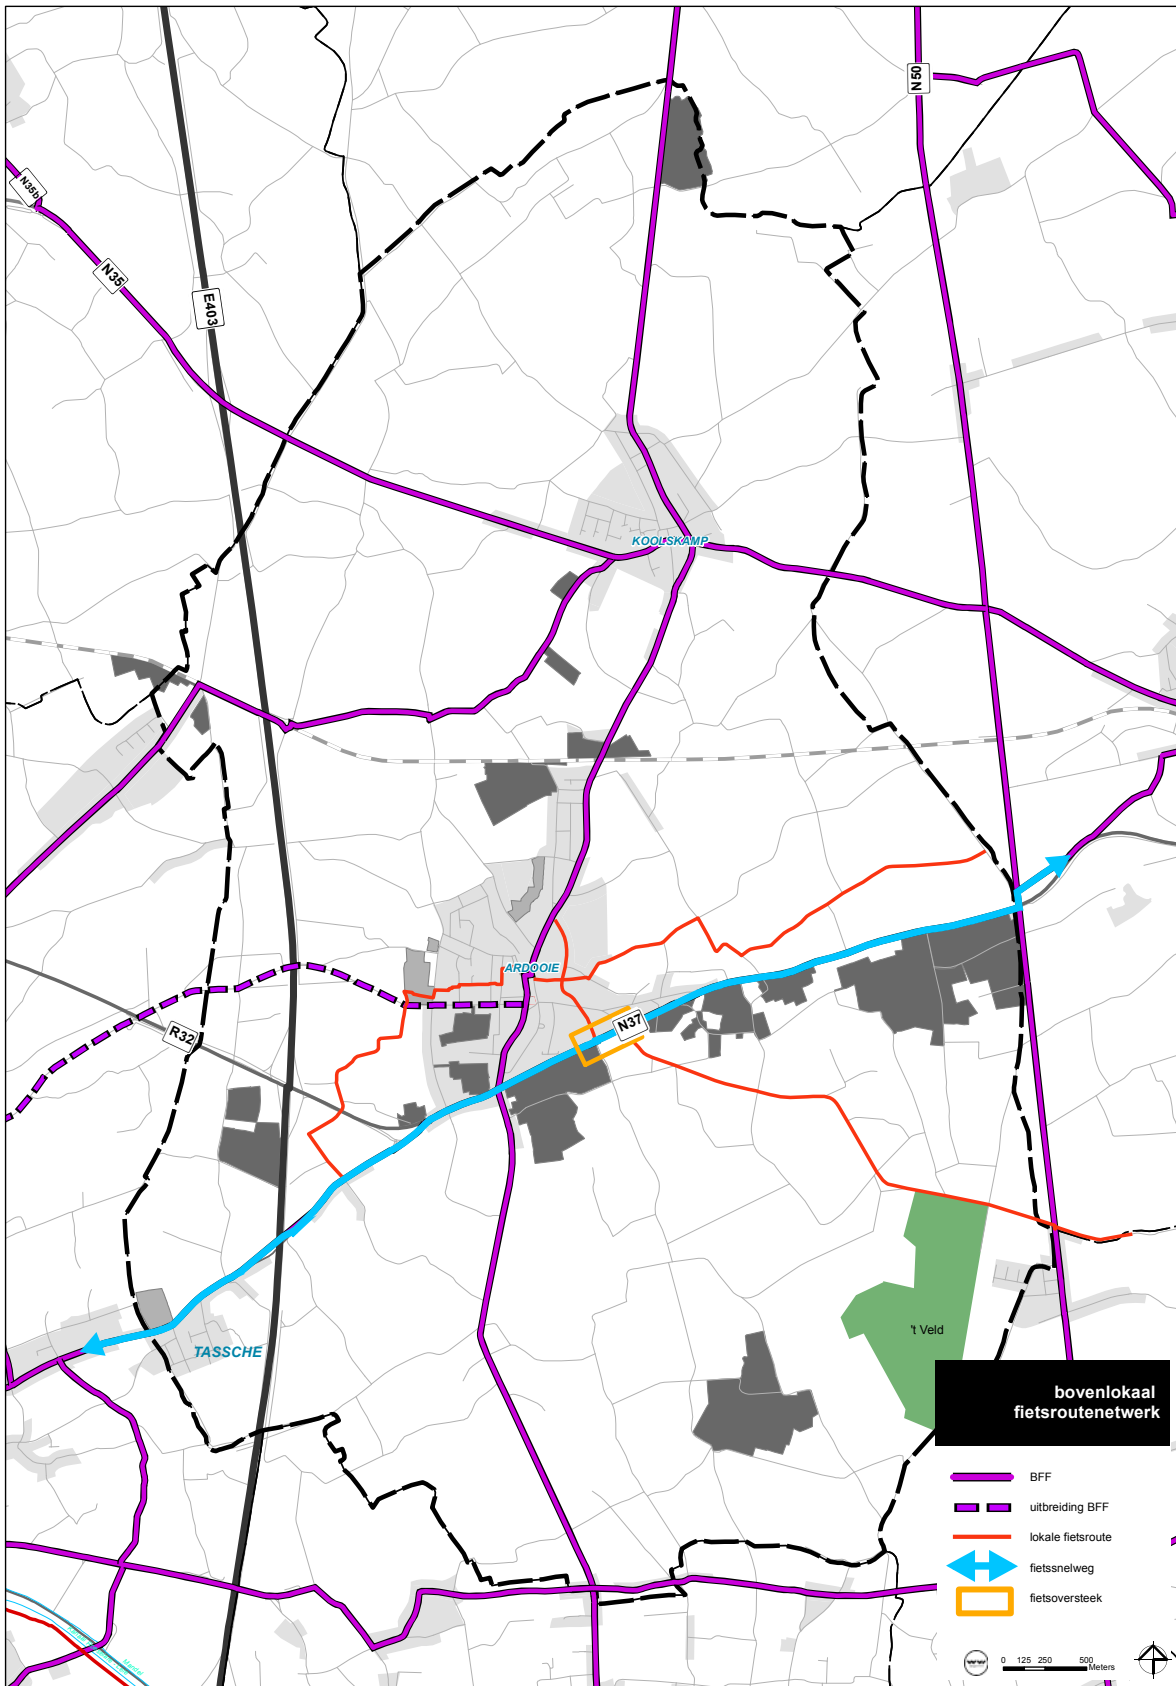 N50
N35b
N35
E403
KOOLSKAMP
ARDOOIE
N37
R32
't Veld
TASSCHE
bovenlokaal
fietsroutenetwerk
BFF
uitbreiding BFF
lokale fietsroute
fietssnelweg
fietsoversteek
0 125 250 500
Meters